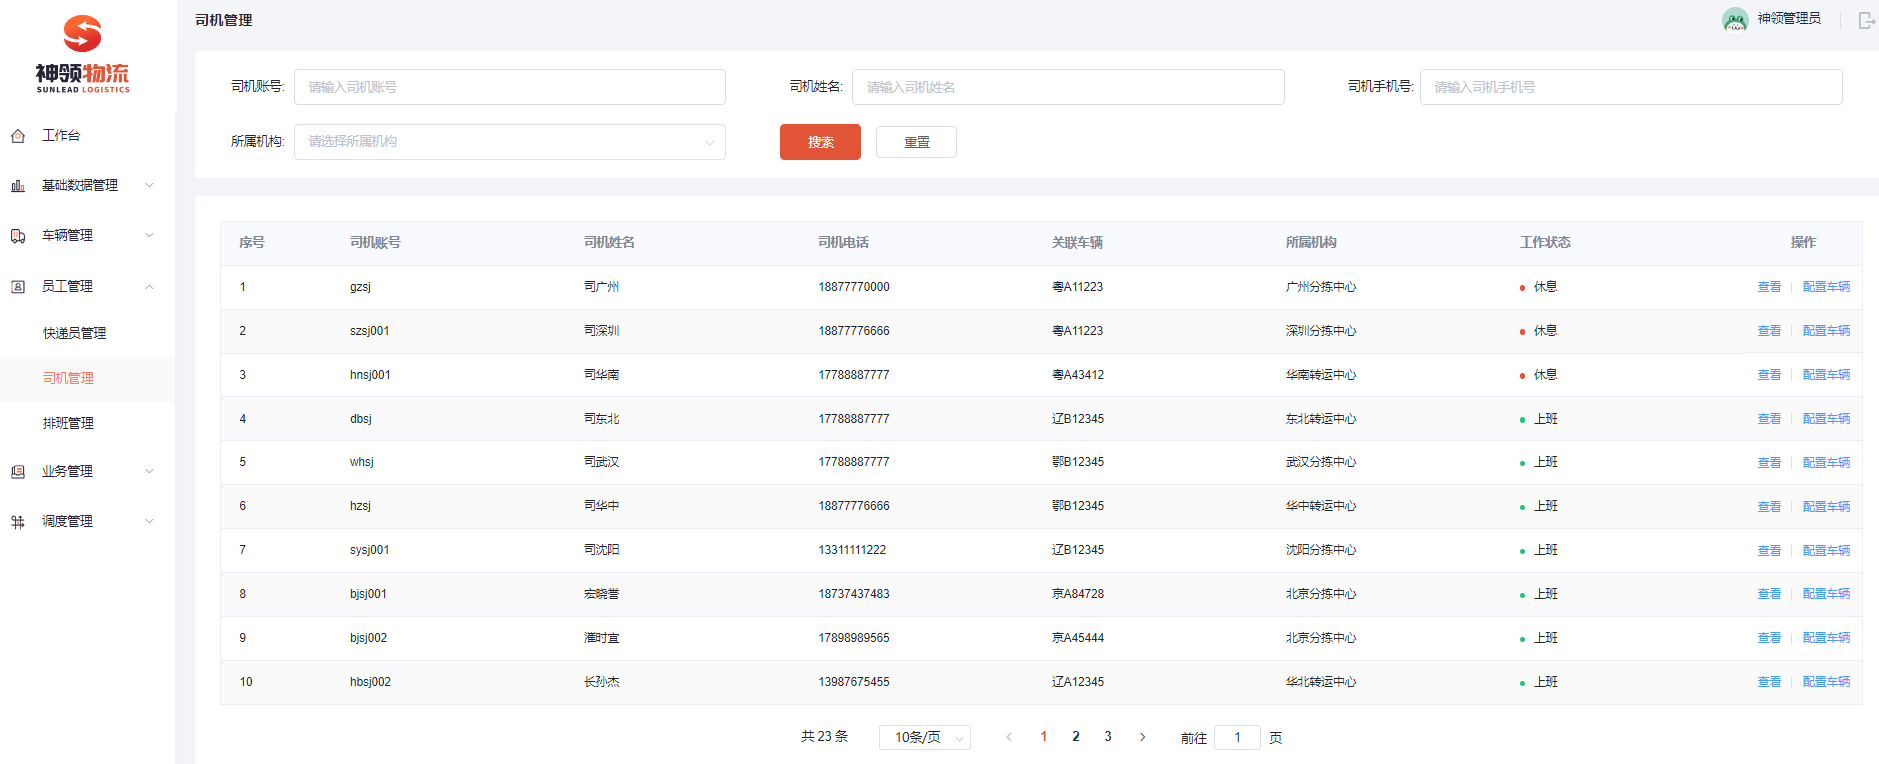 神领物流
SUNLEAD LOGISTICS
工作台
基础数据管理
车辆管理
员工管理
快递员管理
司机管理
排班管理
业务管理
调度管理
司机管理
神领管理员
司机账号: 请输入司机账号
司机姓名: 请输入司机姓名
司机手机号: 请输入司机手机号
所属机构: 请选择所属机构
搜索 重置
序号 司机账号 司机姓名 司机电话 关联车辆 所属机构 工作状态 操作
1 gzsj 司广州 18877770000 粤A11223 广州分拣中心 休息 查看 配置车辆
2 szsj001 司深圳 18877776666 粤A11223 深圳分拣中心 休息 查看 配置车辆
3 hnsj001 司华南 17788887777 粤A43412 华南转运中心 休息 查看 配置车辆
4 dbsj 司东北 17788887777 辽B12345 东北转运中心 上班 查看 配置车辆
5 whsj 司武汉 17788887777 鄂B12345 武汉分拣中心 上班 查看 配置车辆
6 hzsj 司华中 18877776666 鄂B12345 华中转运中心 上班 查看 配置车辆
7 sysj001 司沈阳 13311111222 辽B12345 沈阳分拣中心 上班 查看 配置车辆
8 bjsj001 宏晓誉 18737437483 京A84728 北京分拣中心 上班 查看 配置车辆
9 bjsj002 时宜 17898989565 京A45444 北京分拣中心 上班 查看 配置车辆
10 hbsj002 长孙杰 13987675455 辽A12345 华北转运中心 上班 查看 配置车辆
共 23 条 10条/页 1 2 3 前往 1 页